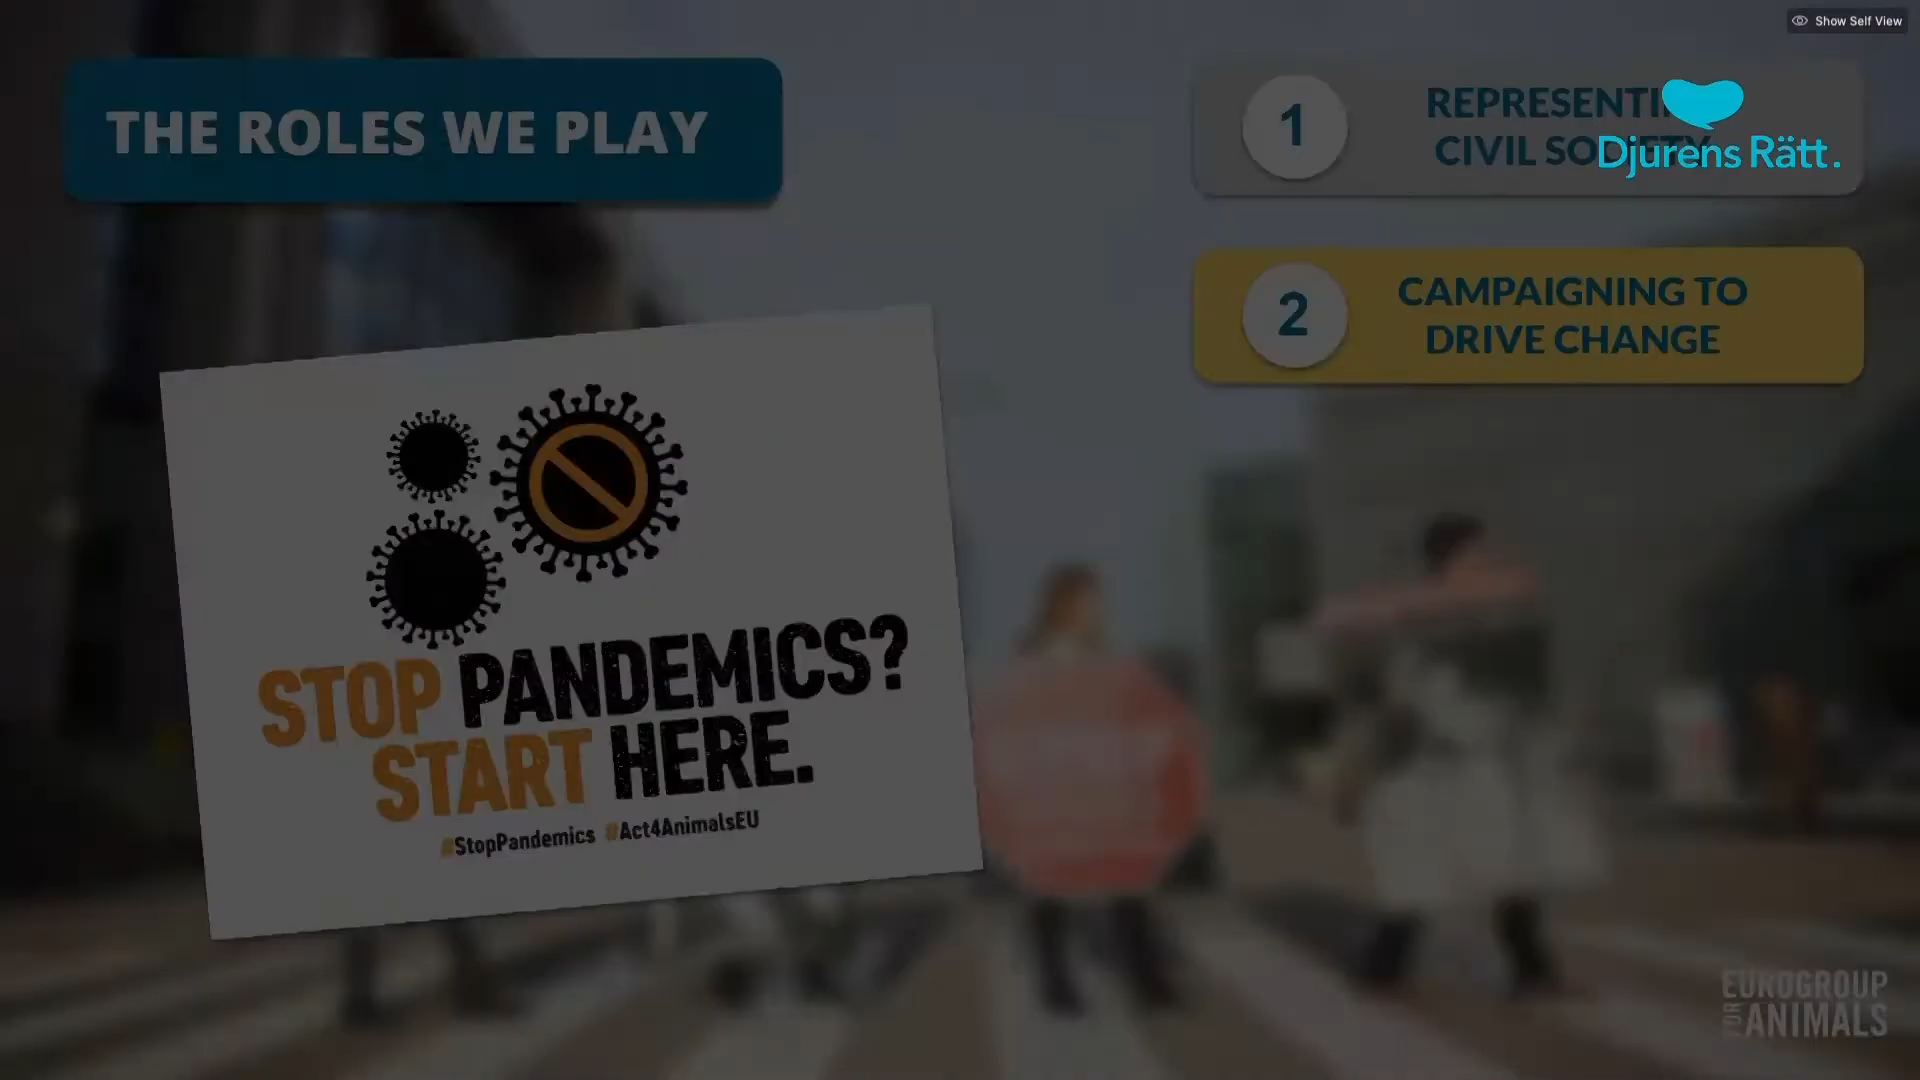 Show Self View
THE ROLES WE PLAY
1
REPRESENTI
CIVIL SO
Djurens Rätt.
2
CAMPAIGNING TO
DRIVE CHANGE
STOP PANDEMICS?
START HERE.
#StopPandemics #Act4AnimalsEU
EUROGROUP
FOR ANIMALS